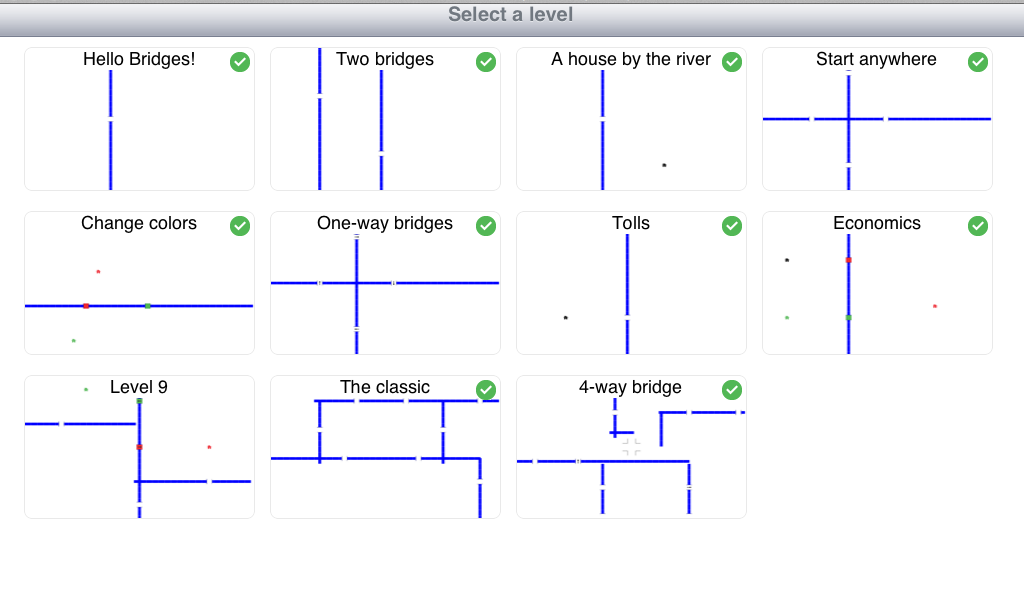 Select a level
Hello Bridges!
Two bridges
A house by the river
Start anywhere
Change colors
One-way bridges
Tolls
Economics
Level 9
The classic
4-way bridge